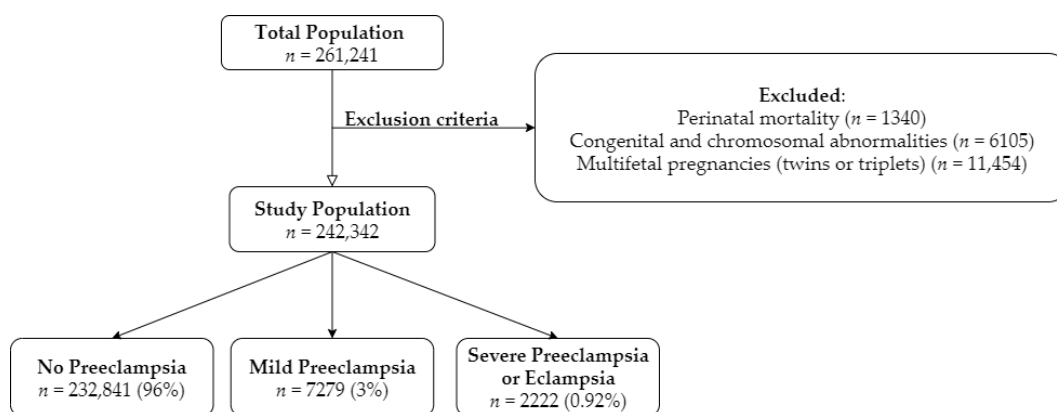 Total Population
n = 261,241
Exclusion criteria
Excluded:
Perinatal mortality (n = 1340)
Congenital and chromosomal abnormalities (n = 6105)
Multifetal pregnancies (twins or triplets) (n = 11,454)
Study Population
n = 242,342
No Preeclampsia
n = 232,841 (96%)
Mild Preeclampsia
n = 7279 (3%)
Severe Preeclampsia
or Eclampsia
n = 2222 (0.92%)